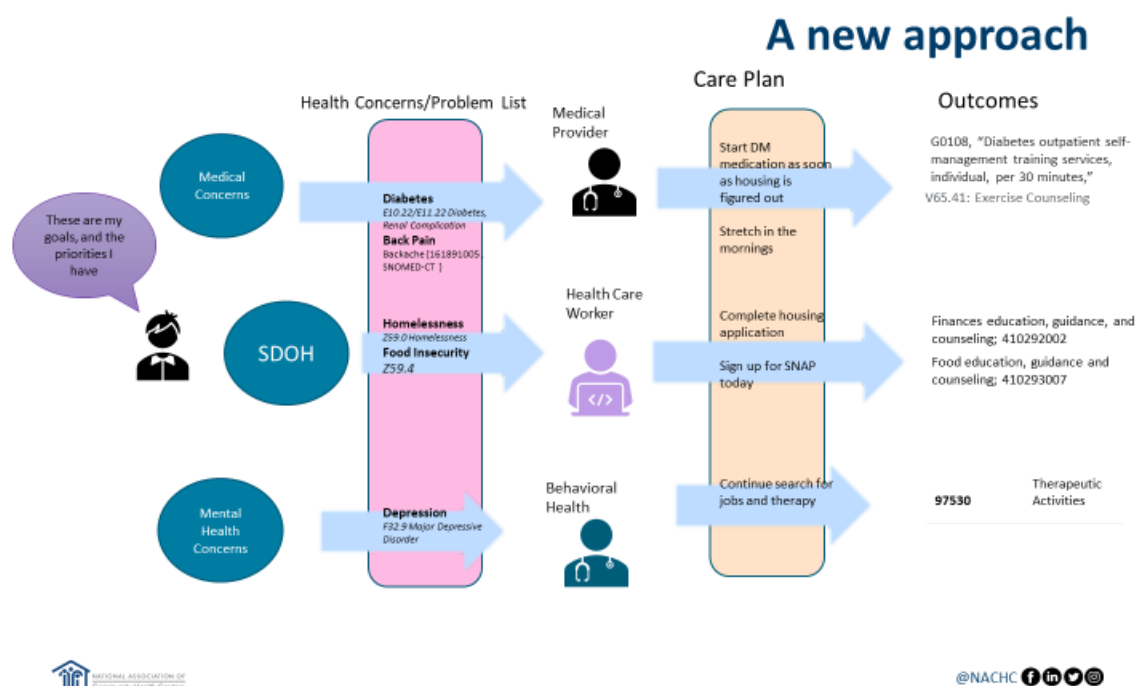 A new approach
Health Concerns/Problem List
Care Plan
Outcomes
Medical
Concerns
Diabetes
E10.22/E11.22 Diabetes,
Renal Complication
Back Pain
Backache [161891005,
SNOMED-CT ]
Medical
Provider
Start DM
medication as soon
as housing is
figured out
Stretch in the
mornings
G0108, “Diabetes outpatient self-
management training services,
individual, per 30 minutes,”
V65.41: Exercise Counseling
These are my
goals, and the
priorities I
have
SDOH
Homelessness
Z59.0 Homelessness
Food Insecurity
Z59.4
Health Care
Worker
</>
Complete housing
application
Sign up for SNAP
today
Finances education, guidance, and
counseling; 410292002
Food education, guidance and
counseling; 410293007
Mental
Health
Concerns
Depression
F32.9 Major Depressive
Disorder
Behavioral
Health
Continue search for
jobs and therapy
97530
Therapeutic
Activities
NATIONAL ASSOCIATION OF
Community Health Centers
@NACHC